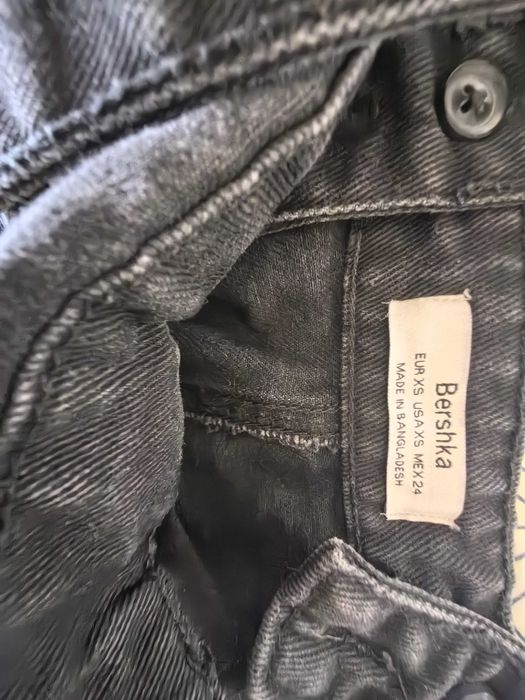 Bershka
EUR XS USA XS MEX 24
MADE IN BANGLADESH